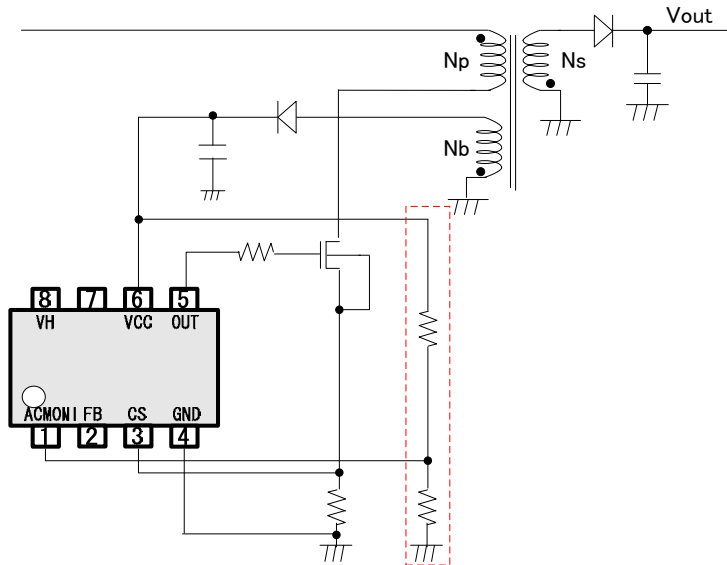 Vout
Np
Ns
Nb
8 7 6 5
VH VCC OUT
ACMONI FB CS GND
1 2 3 4